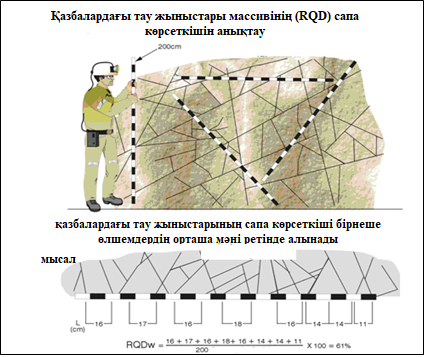 Қазбалардағы тау жыныстары массивінің (RQD) сапа
көрсеткішін анықтау
200cm
қазбалардағы тау жыныстарының сапа көрсеткіші бірнеше
өлшемдердің орташа мәні ретінде алынады
мысал
L
(cm)
16 17 16 18 16 14 14 11
RQDw = 16 + 17 + 16 + 18+ 16 + 14 + 14 + 11 X 100 = 61%
200